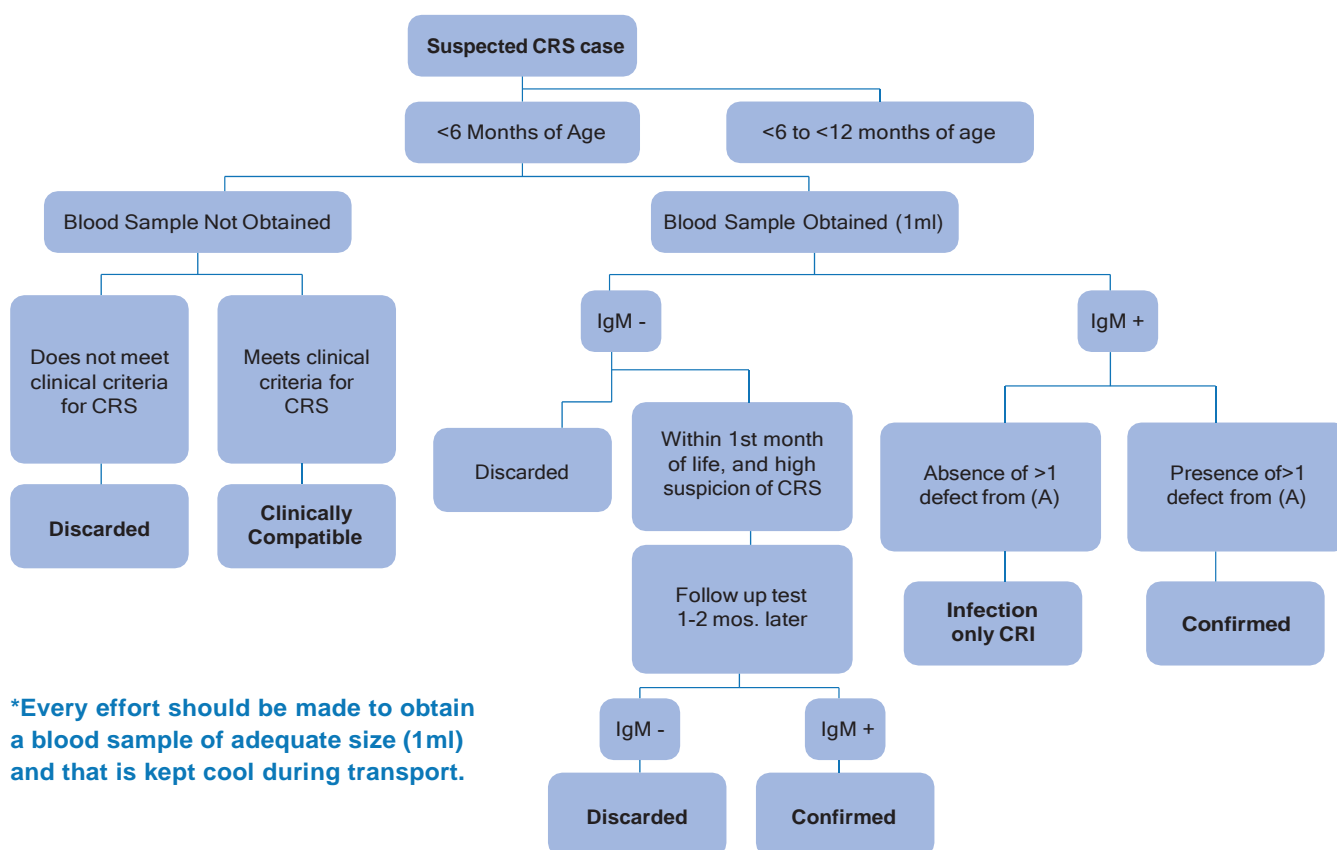 Suspected CRS case
<6 Months of Age
<6 to <12 months of age
Blood Sample Not Obtained
Blood Sample Obtained (1ml)
IgM -
IgM +
Does not meet
clinical criteria
for CRS
Meets clinical
criteria for
CRS
Discarded
Within 1st month
of life, and high
suspicion of CRS
Absence of >1
defect from (A)
Presence of>1
defect from (A)
Discarded
Clinically
Compatible
Follow up test
1-2 mos. later
Infection
only CRI
Confirmed
*Every effort should be made to obtain
a blood sample of adequate size (1ml)
and that is kept cool during transport.
IgM -
IgM +
Discarded
Confirmed